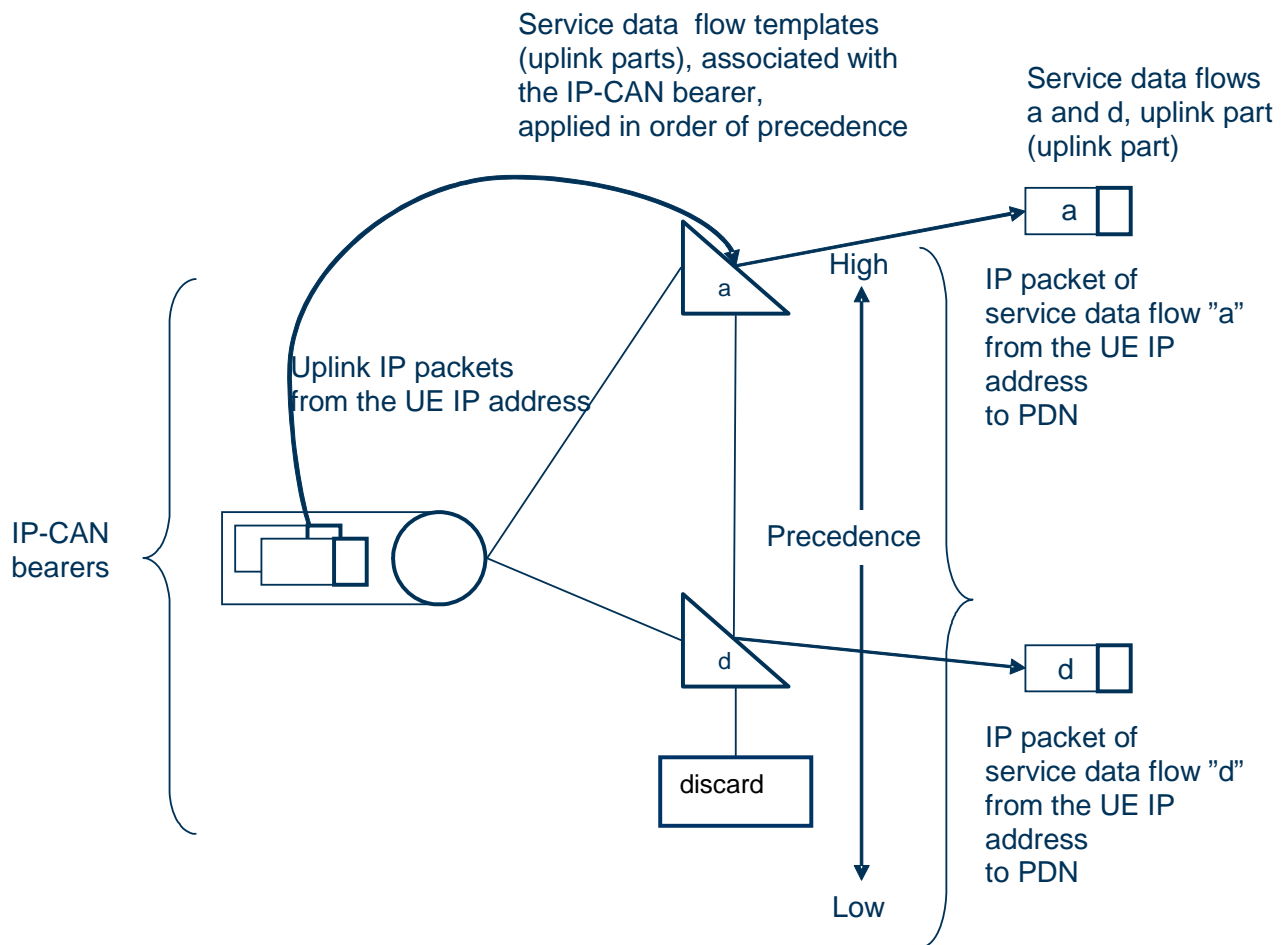 Service data  flow templates
(uplink parts), associated with
the IP-CAN bearer,
applied in order of precedence
Service data flows
a and d, uplink part
(uplink part)
a
a
High
IP packet of
service data flow ”a”
from the UE IP
address
to PDN
Uplink IP packets
from the UE IP address
IP-CAN
bearers
Precedence
d
d
discard
IP packet of
service data flow ”d”
from the UE IP
address
to PDN
Low